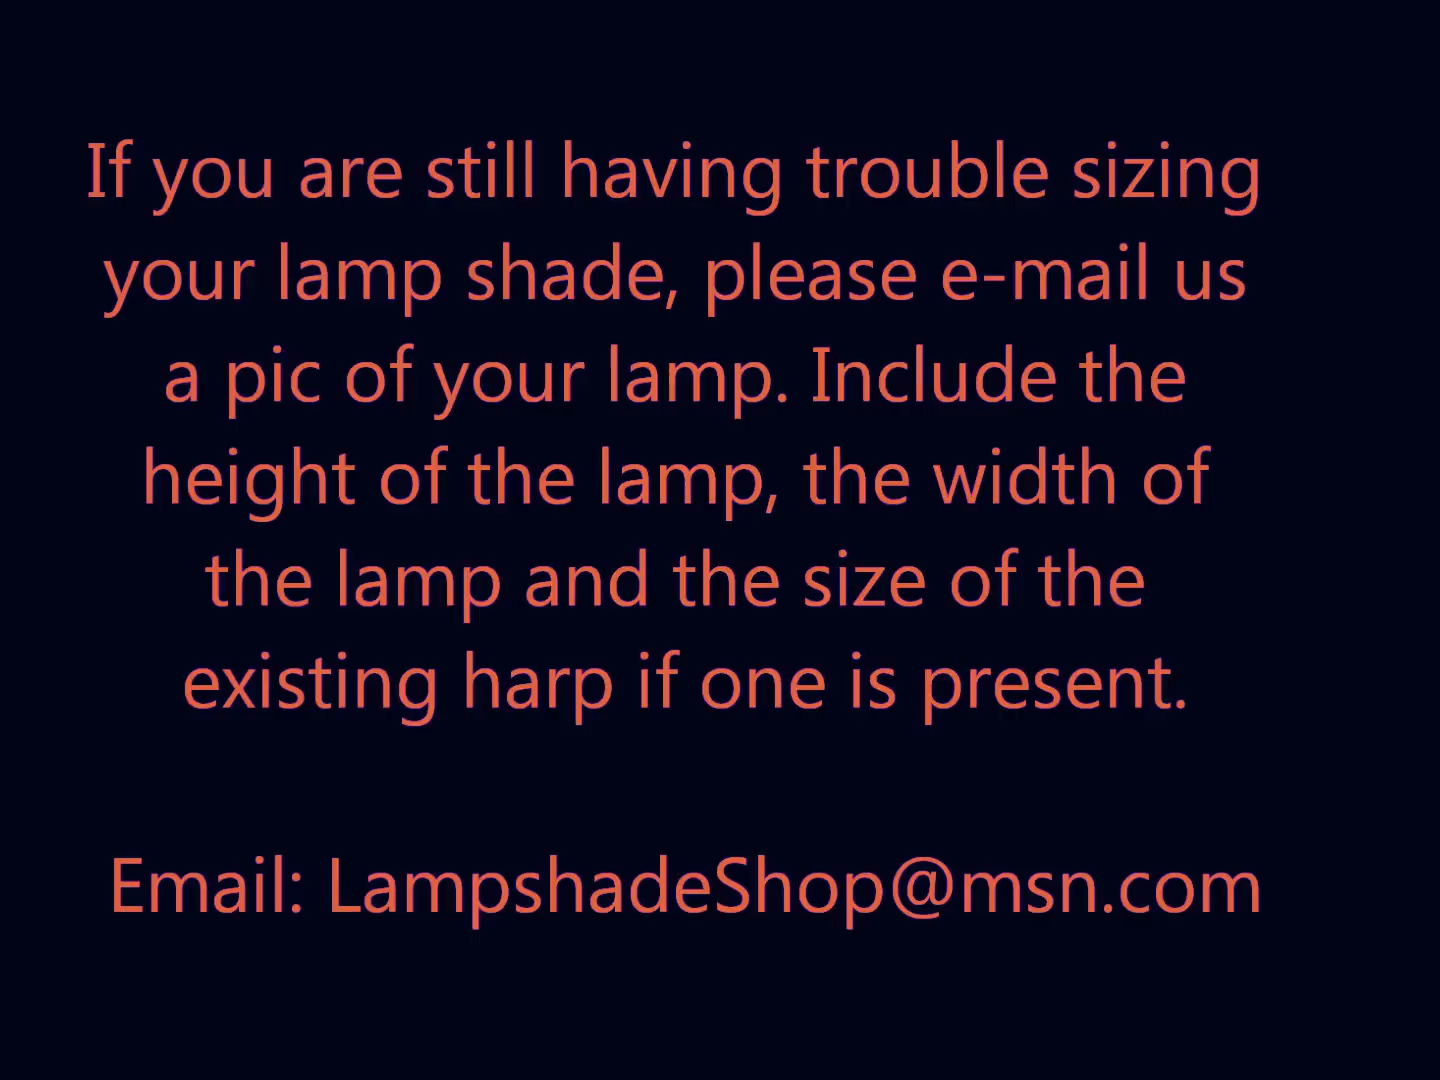 If you are still having trouble sizing
your lamp shade, please e-mail us
a pic of your lamp. Include the
height of the lamp, the width of
the lamp and the size of the
existing harp if one is present.
Email: LampshadeShop@msn.com